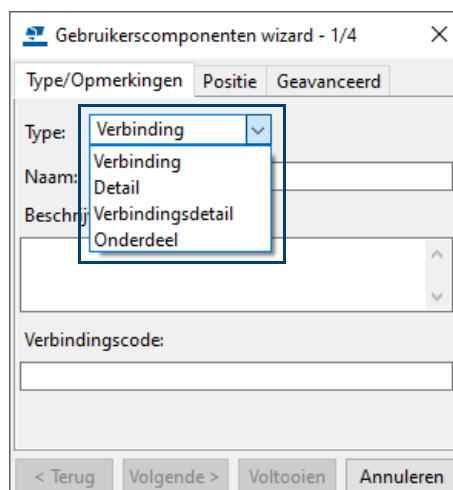 Gebruikerscomponenten wizard - 1/4
Type/Opmerkingen Positie Geavanceerd
Type: Verbinding
Verbinding
Naam:
Detail
Beschrij Verbindingsdetail
Onderdeel
Verbindingscode:
< Terug Volgende > Voltooien Annuleren